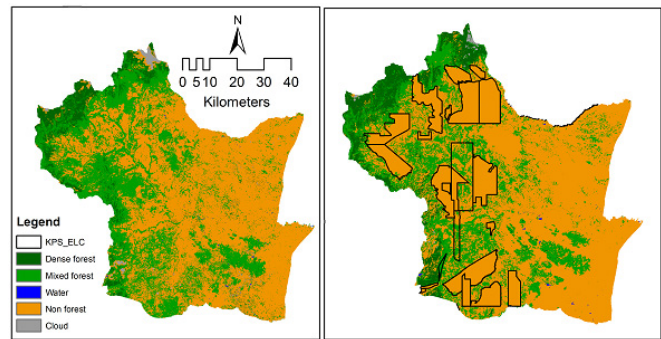 N
0 5 10 20 30 40
Kilometers
Legend
KPS_ELC
Dense forest
Mixed forest
Water
Non forest
Cloud